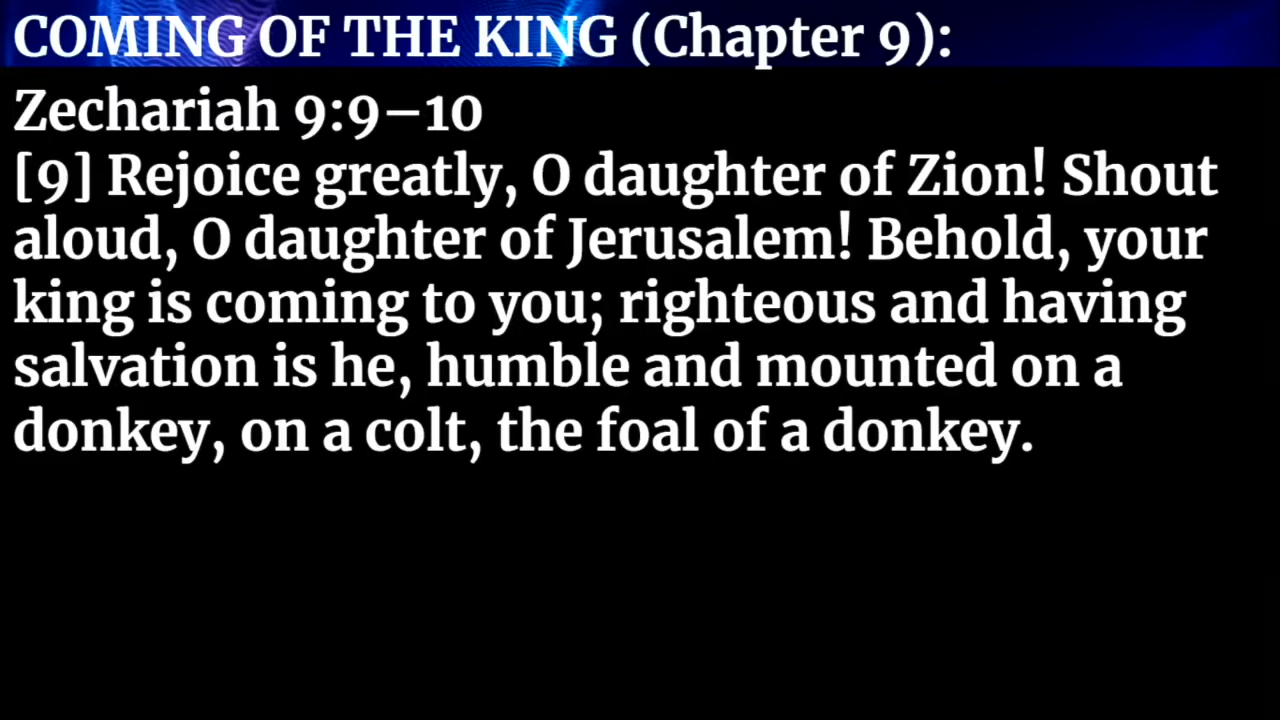 COMING OF THE KING (Chapter 9):
Zechariah 9:9–10
[9] Rejoice greatly, O daughter of Zion! Shout
aloud, O daughter of Jerusalem! Behold, your
king is coming to you; righteous and having
salvation is he, humble and mounted on a
donkey, on a colt, the foal of a donkey.